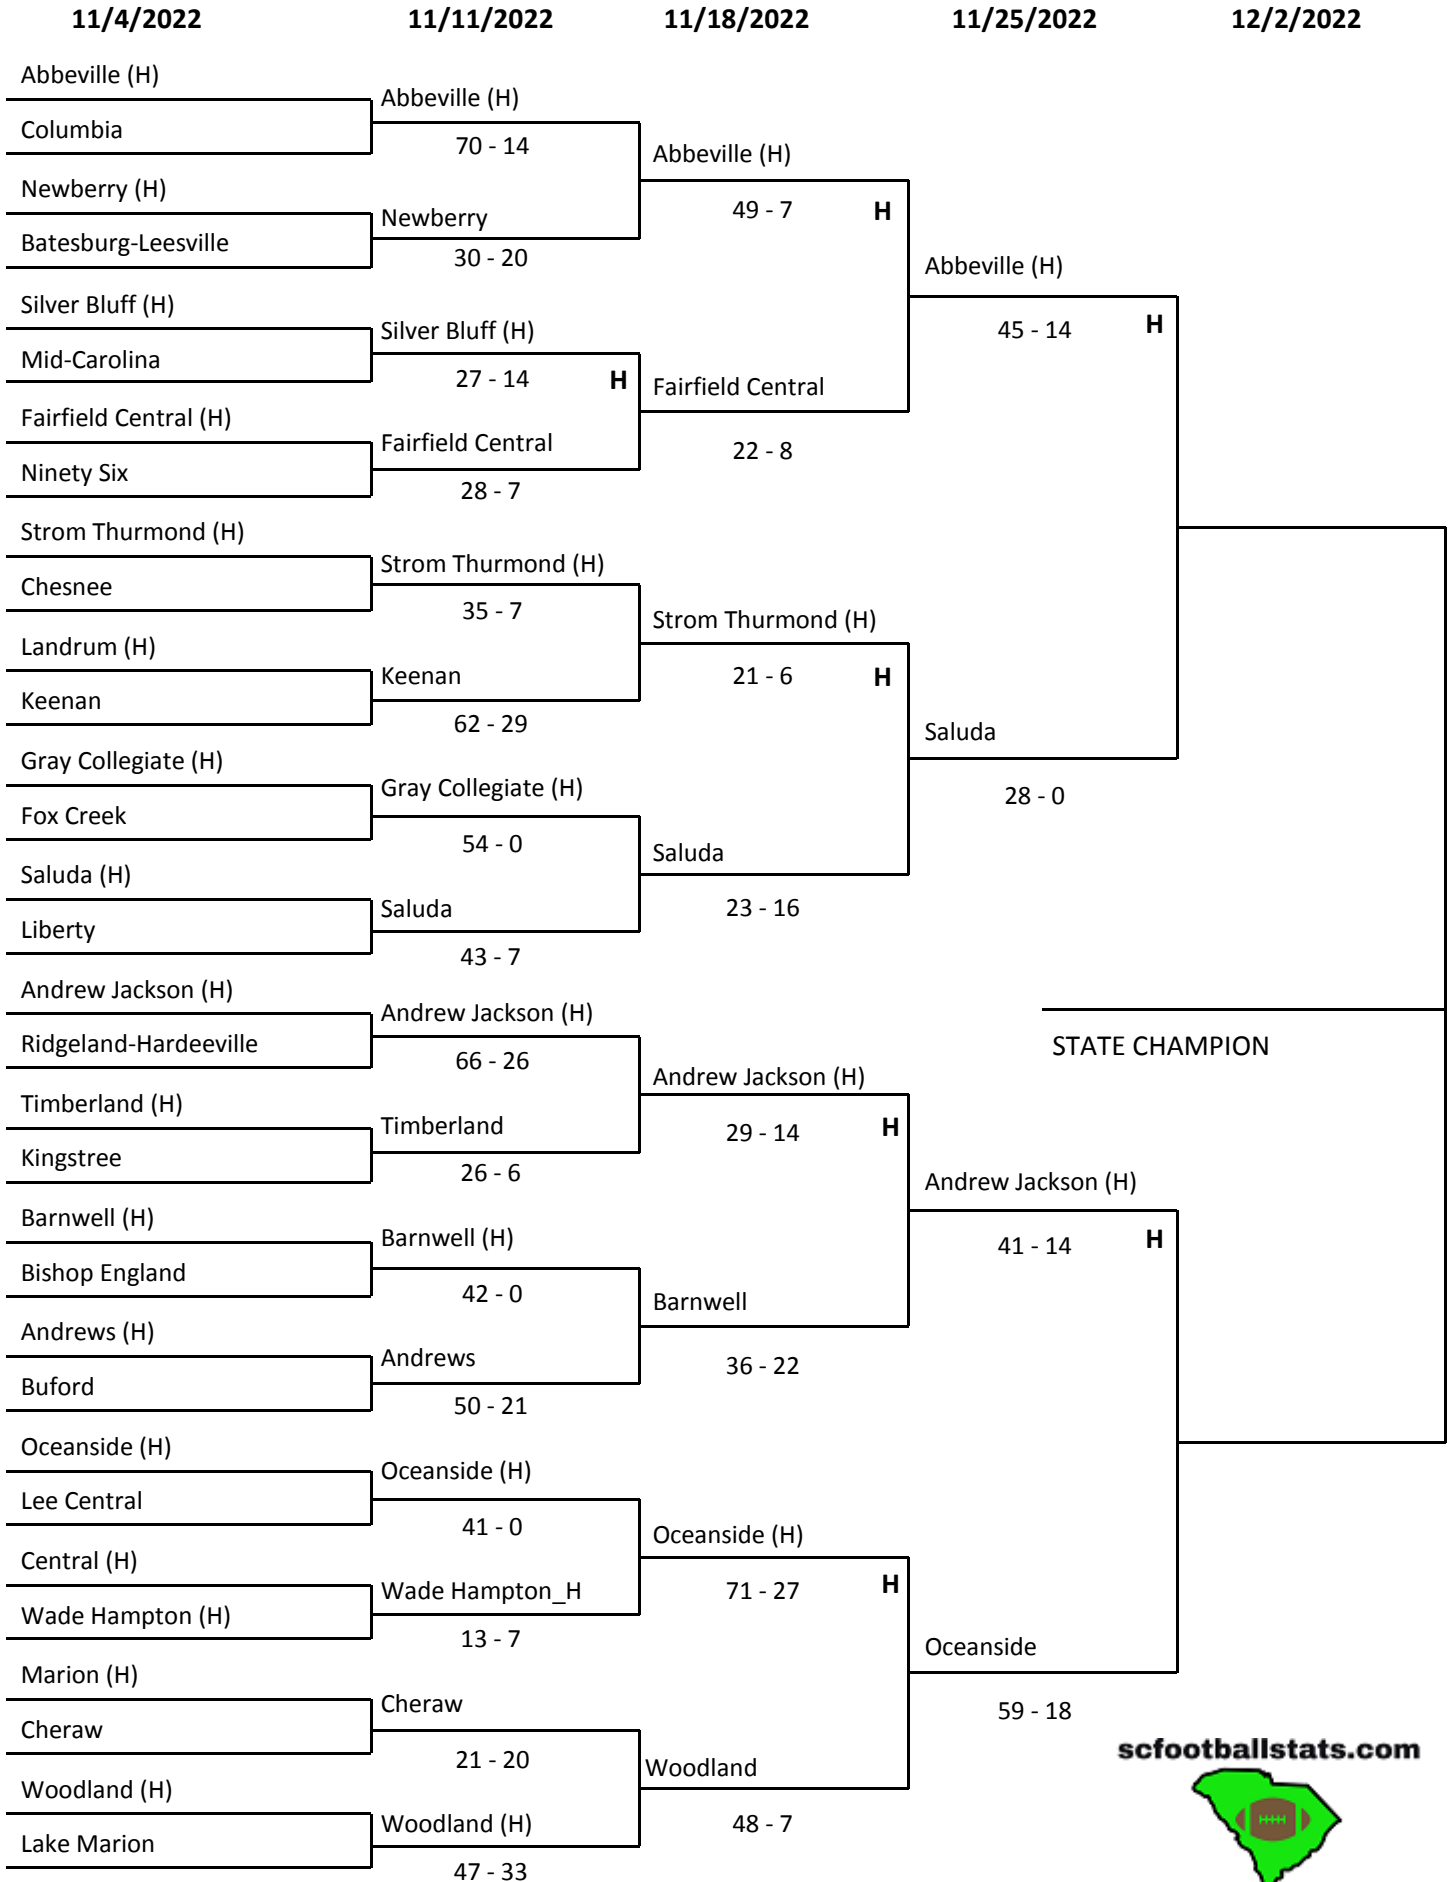 11/4/2022 11/11/2022 11/18/2022 11/25/2022 12/2/2022
Abbeville (H)
Columbia
Newberry (H)
Batesburg-Leesville
Silver Bluff (H)
Mid-Carolina
Fairfield Central (H)
Ninety Six
Strom Thurmond (H)
Chesnee
Landrum (H)
Keenan
Gray Collegiate (H)
Fox Creek
Saluda (H)
Liberty
Andrew Jackson (H)
Ridgeland-Hardeeville
Timberland (H)
Kingstree
Barnwell (H)
Bishop England
Andrews (H)
Buford
Oceanside (H)
Lee Central
Central (H)
Wade Hampton (H)
Marion (H)
Cheraw
Woodland (H)
Lake Marion
Abbeville (H)
70 - 14
Newberry
30 - 20
Silver Bluff (H)
27 - 14 H
Fairfield Central
28 - 7
Strom Thurmond (H)
35 - 7
Keenan
62 - 29
Gray Collegiate (H)
54 - 0
Saluda
43 - 7
Andrew Jackson (H)
66 - 26
Timberland
26 - 6
Barnwell (H)
42 - 0
Andrews
50 - 21
Oceanside (H)
41 - 0
Wade Hampton_H
13 - 7
Cheraw
21 - 20
Woodland (H)
47 - 33
Abbeville (H)
49 - 7 H
Fairfield Central
22 - 8
Strom Thurmond (H)
21 - 6 H
Saluda
23 - 16
Andrew Jackson (H)
29 - 14 H
Barnwell
36 - 22
Oceanside (H)
71 - 27 H
Woodland
48 - 7
Abbeville (H)
45 - 14 H
Saluda
28 - 0
Andrew Jackson (H)
41 - 14 H
Oceanside
59 - 18
STATE CHAMPION
scfootballstats.com